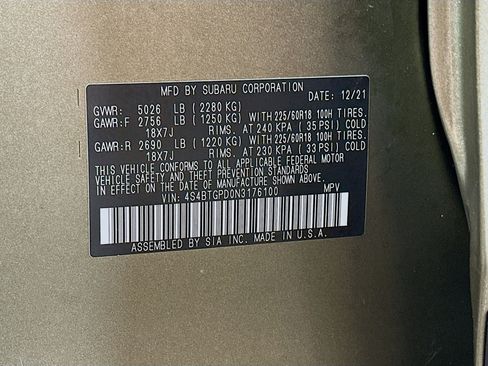 MFD BY SUBARU CORPORATION
DATE: 12/21
GVWR: 5026 LB ( 2280 KG)
GAWR:F 2756 LB ( 1250 KG) WITH 225/60R18 100H TIRES.
18X7J RIMS. AT 240 KPA ( 35 PSI) COLD
GAWR:R 2690 LB ( 1220 KG) WITH 225/60R18 100H TIRES.
18X7J RIMS. AT 230 KPA ( 33 PSI) COLD
THIS VEHICLE CONFORMS TO ALL APPLICABLE FEDERAL MOTOR
VEHICLE SAFETY AND THEFT PREVENTION STANDARDS
IN EFFECT ON THE DATE OF MANUFACTURE SHOWN ABOVE.
VIN: 4S4BTGPD0N3176100 MPV
ASSEMBLED BY SIA INC. MADE IN U.S.A.